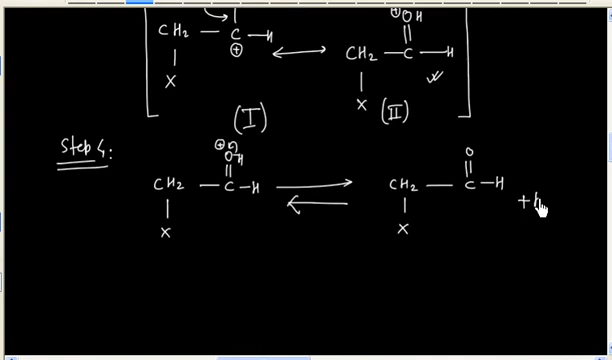 ⊕OH
CH2 — C — H ⟷ CH2 — C — H
⊕
X X
(I) (II)
Step 4:
⊕
OH O
CH2 — C — H ⇌ CH2 — C — H
X X +